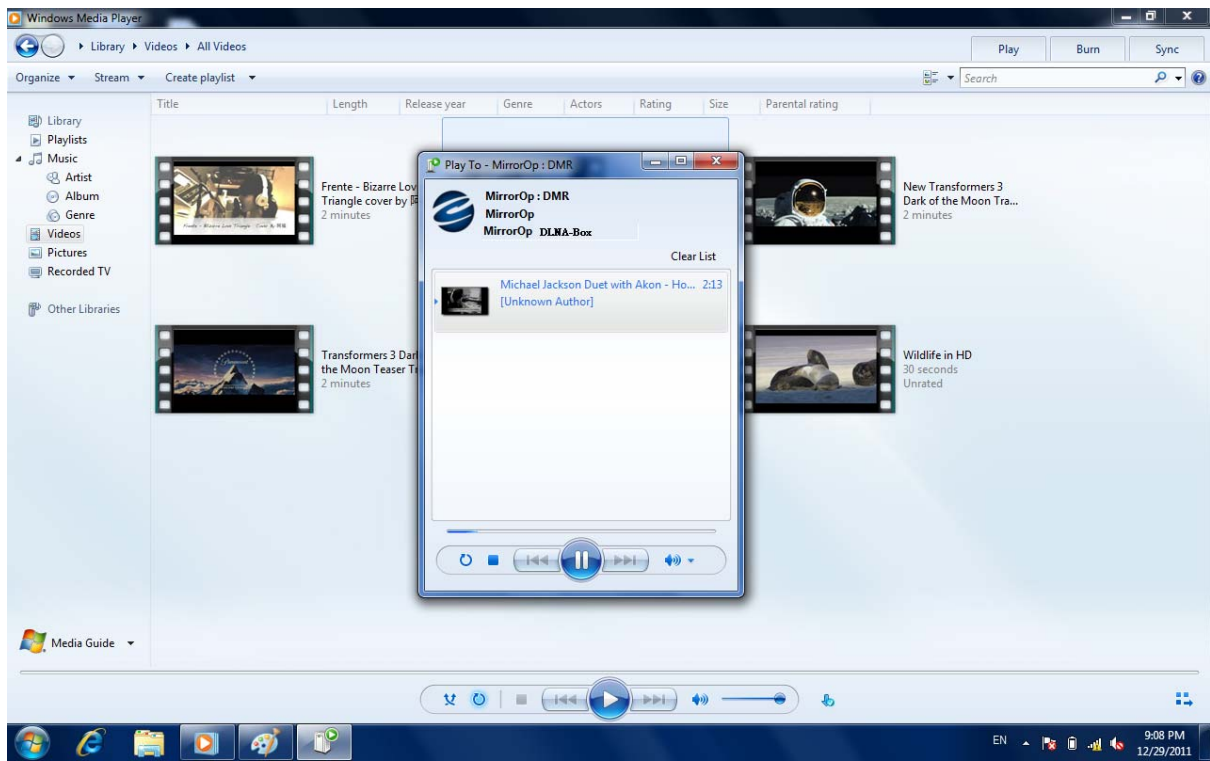 Windows Media Player
Library ▸ Videos ▸ All Videos
Play Burn Sync
Organize Stream Create playlist
Search
Title Length Release year Genre Actors Rating Size Parental rating
Library
Playlists
Music
Artist
Album
Genre
Videos
Pictures
Recorded TV
Other Libraries
Frente - Bizarre Lov
Triangle cover by 阿
2 minutes
Transformers 3 Dar
the Moon Teaser T
2 minutes
Play To - MirrorOp : DMR
MirrorOp : DMR
MirrorOp
MirrorOp DLNA-Box
Clear List
Michael Jackson Duet with Akon - Ho... 2:13
[Unknown Author]
New Transformers 3
Dark of the Moon Tra...
2 minutes
Wildlife in HD
30 seconds
Unrated
Media Guide
EN
9:08 PM
12/29/2011